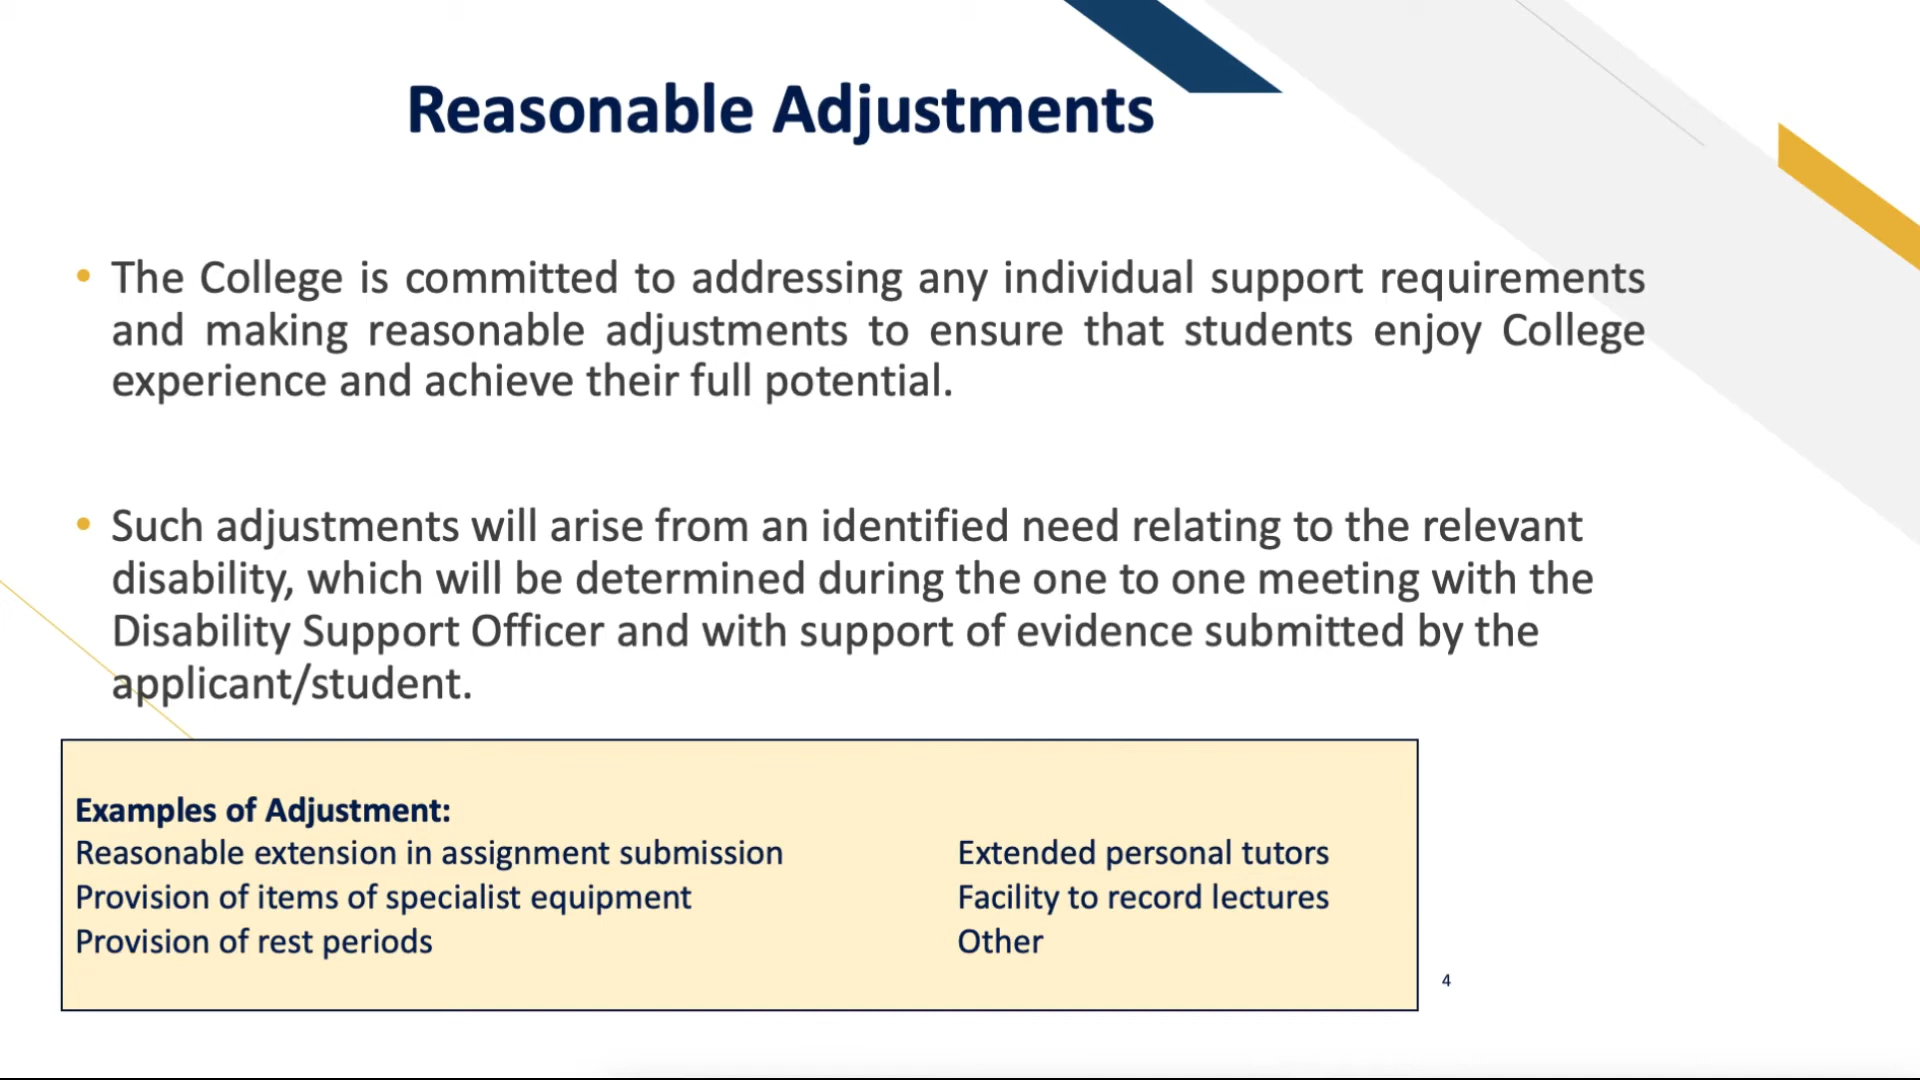 Reasonable Adjustments
• The College is committed to addressing any individual support requirements
and making reasonable adjustments to ensure that students enjoy College
experience and achieve their full potential.
• Such adjustments will arise from an identified need relating to the relevant
disability, which will be determined during the one to one meeting with the
Disability Support Officer and with support of evidence submitted by the
applicant/student.
Examples of Adjustment:
Reasonable extension in assignment submission
Provision of items of specialist equipment
Provision of rest periods
Extended personal tutors
Facility to record lectures
Other
4